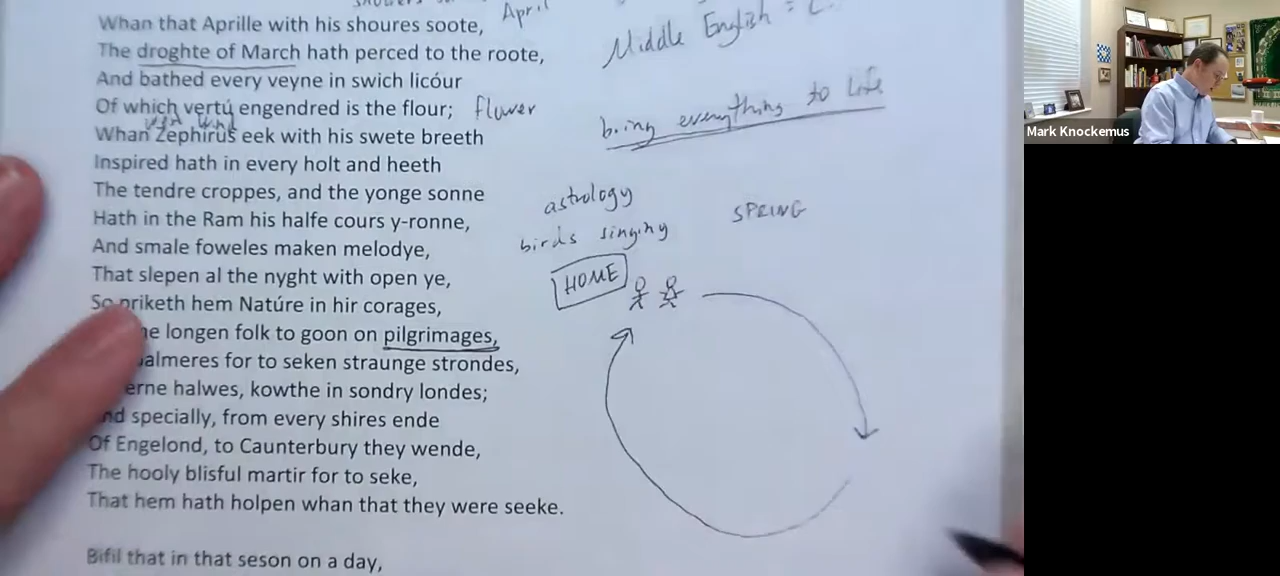 Whan that Aprille with his shoures soote, April
The droghte of March hath perced to the roote,
Middle English =
And bathed every veyne in swich licóur
Of which vertú engendred is the flour; flower
bring everything to life
Whan Zephirus eek with his swete breeth
Inspired hath in every holt and heeth
The tendre croppes, and the yonge sonne
astrology
SPRING
Hath in the Ram his halfe cours y-ronne,
And smale foweles maken melodye,
birds singing
That slepen al the nyght with open ye,
HOME
So priketh hem Natúre in hir corages,
longen folk to goon on pilgrimages,
for to seken straunge strondes,
halwes, kowthe in sondry londes;
specially, from every shires ende
Of Engelond, to Caunterbury they wende,
The hooly blisful martir for to seke,
That hem hath holpen whan that they were seeke.
Bifil that in that seson on a day,
Mark Knockemus